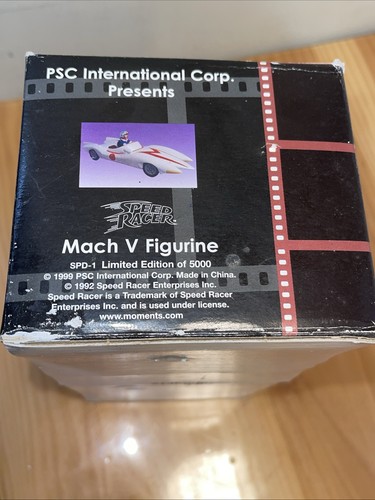 PSC International Corp.
Presents
SPEED
RACER
Mach V Figurine
SPD-1 Limited Edition of 5000
© 1999 PSC International Corp. Made in China.
© 1992 Speed Racer Enterprises Inc.
Speed Racer is a Trademark of Speed Racer
Enterprises Inc. and is used under license.
www.moments.com